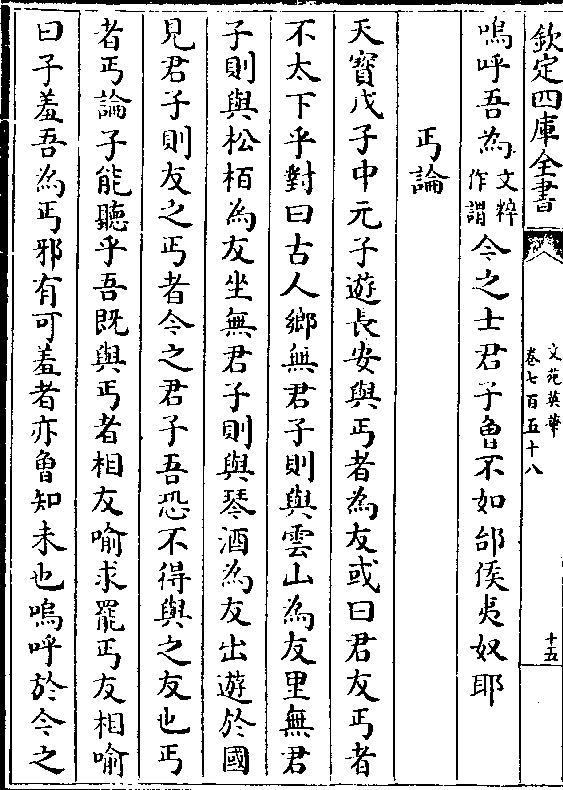 欽定四庫全書
文苑英華
卷七百五十八
十五
嗚呼吾為文粹作謂今之士君子曾不如邰侯夷奴耶
丐論
天寳戊子中元子遊長安與丐者為友或曰君友丐者
不太下乎對曰古人鄉無君子則與雲山為友里無君
子則與松栢為友坐無君子則與琴酒為友出遊於國
見君子則友之丐者今之君子吾恐不得與之友也丐
者丐論子能聽乎吾既與丐者相友喻求罷丐友相喻
曰子羞吾為丐邪有可羞者亦曾知未也嗚呼於今之